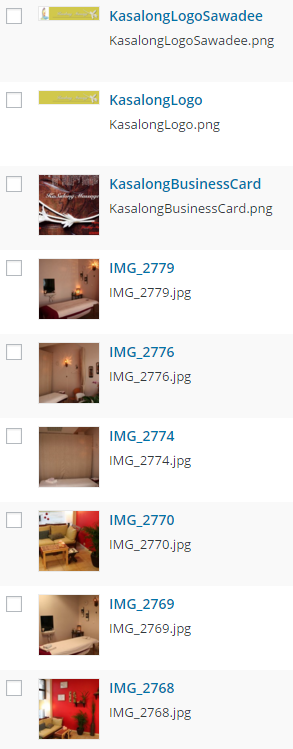 KasalongLogoSawadee
KasalongLogoSawadee.png
KasalongLogo
KasalongLogo.png
KasalongBusinessCard
KasalongBusinessCard.png
IMG_2779
IMG_2779.jpg
IMG_2776
IMG_2776.jpg
IMG_2774
IMG_2774.jpg
IMG_2770
IMG_2770.jpg
IMG_2769
IMG_2769.jpg
IMG_2768
IMG_2768.jpg